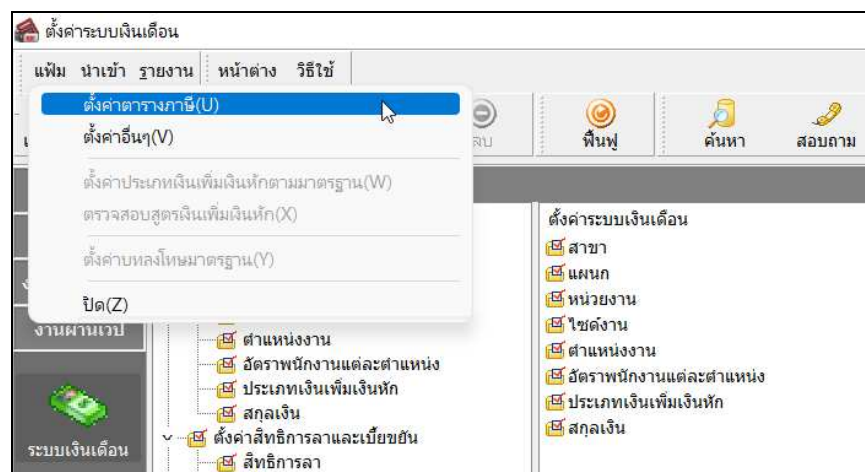 ตั้งค่าระบบเงินเดือน
แฟ้ม นำเข้า รายงาน หน้าต่าง วิธีใช้
ตั้งค่าตารางภาษี(U)
ตั้งค่าอื่นๆ(V)
ตั้งค่าประเภทเงินเพิ่มเงินหักตามมาตรฐาน(W)
ตรวจสอบสูตรเงินเพิ่มเงินหัก(X)
ตั้งค่าบทลงโทษมาตรฐาน(Y)
ปิด(Z)
ลบ
ฟื้นฟู
ค้นหา
สอบถาม
งานผ่านเวป
ระบบเงินเดือน
ตำแหน่งงาน
อัตราพนักงานแต่ละตำแหน่ง
ประเภทเงินเพิ่มเงินหัก
สกุลเงิน
ตั้งค่าสิทธิการลาและเบี้ยขยัน
สิทธิการลา
ตั้งค่าระบบเงินเดือน
สาขา
แผนก
หน่วยงาน
ไซด์งาน
ตำแหน่งงาน
อัตราพนักงานแต่ละตำแหน่ง
ประเภทเงินเพิ่มเงินหัก
สกุลเงิน